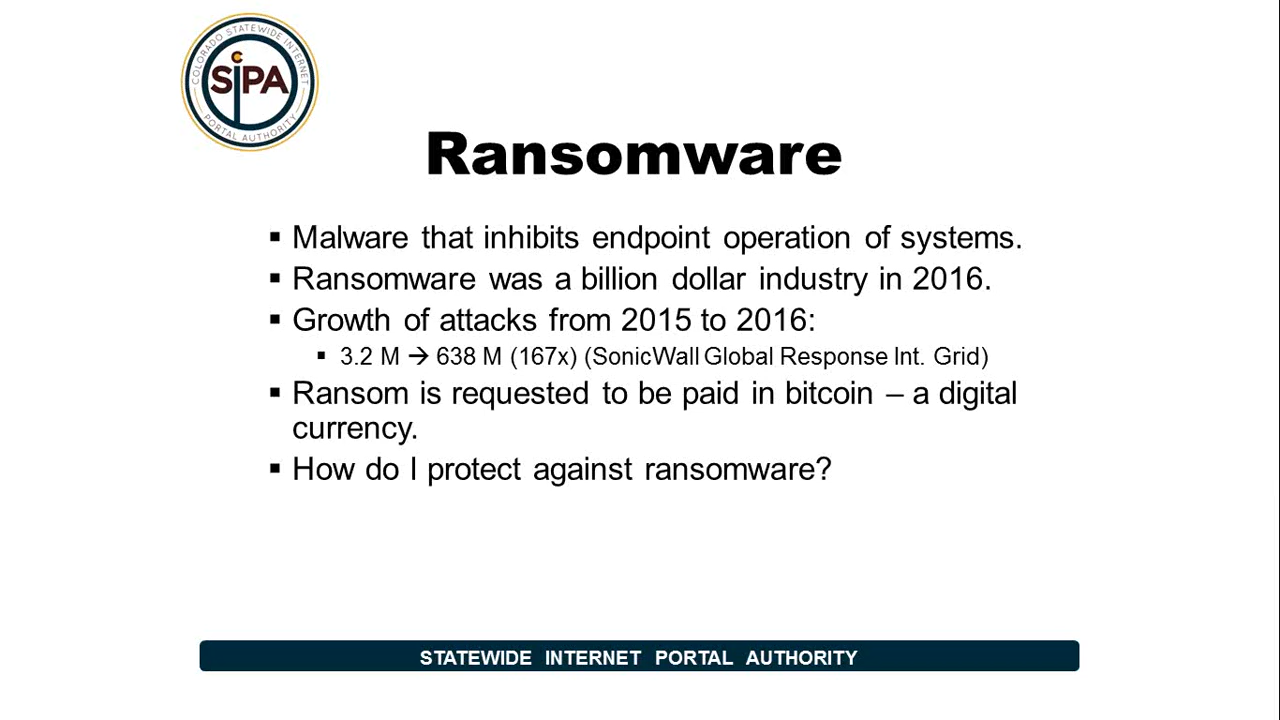 COLORADO STATEWIDE INTERNET
SiPA
PORTAL AUTHORITY
Ransomware
▪ Malware that inhibits endpoint operation of systems.
▪ Ransomware was a billion dollar industry in 2016.
▪ Growth of attacks from 2015 to 2016:
▪ 3.2 M → 638 M (167x) (SonicWall Global Response Int. Grid)
▪ Ransom is requested to be paid in bitcoin – a digital
currency.
▪ How do I protect against ransomware?
STATEWIDE INTERNET PORTAL AUTHORITY